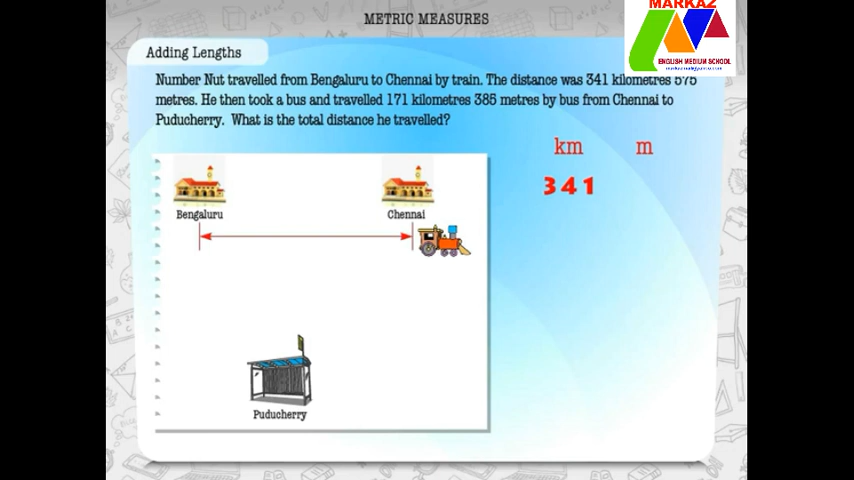 METRIC MEASURES
MARKAZ
ENGLISH MEDIUM SCHOOL
Adding Lengths
Number Nut travelled from Bengaluru to Chennai by train. The distance was 341 kilometres 575
metres. He then took a bus and travelled 171 kilometres 385 metres by bus from Chennai to
Puducherry. What is the total distance he travelled?
km m
341
Bengaluru Chennai
Puducherry